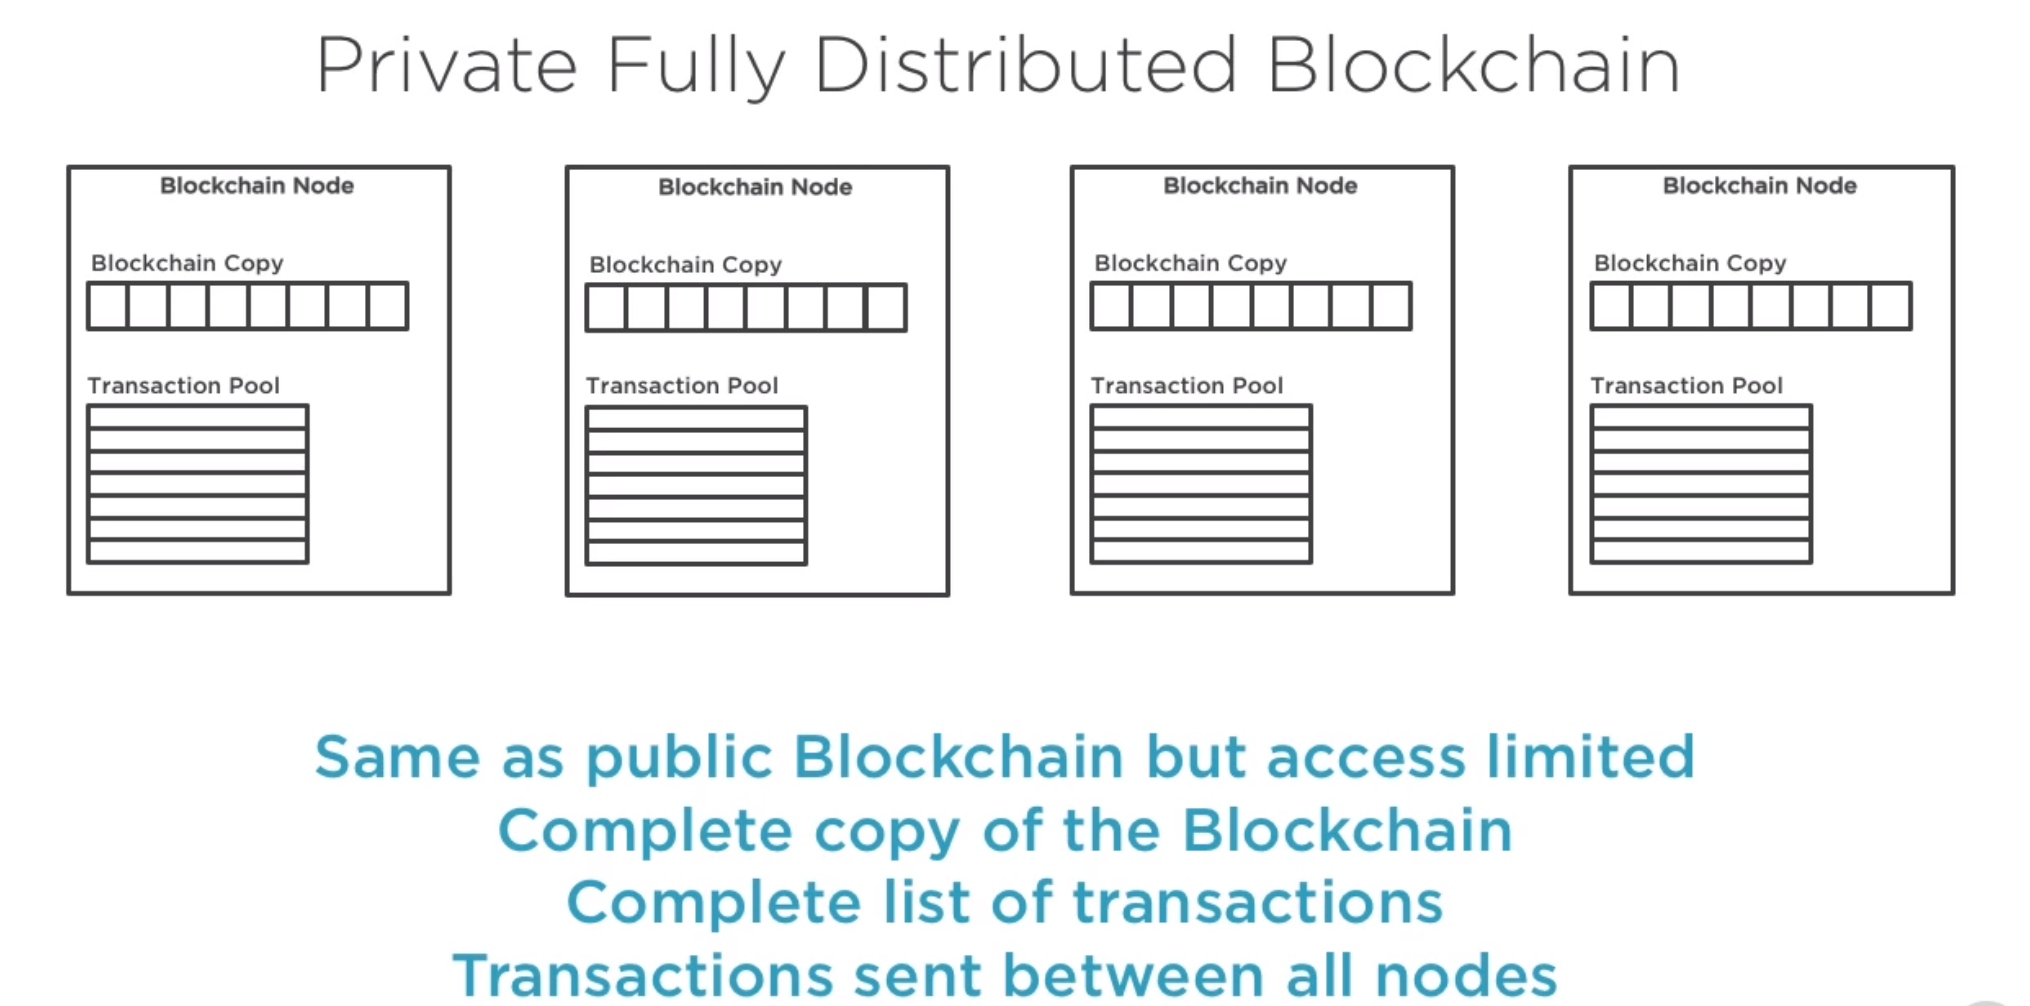 Private Fully Distributed Blockchain
Blockchain Node
Blockchain Copy
Transaction Pool
Blockchain Node
Blockchain Copy
Transaction Pool
Blockchain Node
Blockchain Copy
Transaction Pool
Blockchain Node
Blockchain Copy
Transaction Pool
Same as public Blockchain but access limited
Complete copy of the Blockchain
Complete list of transactions
Transactions sent between all nodes